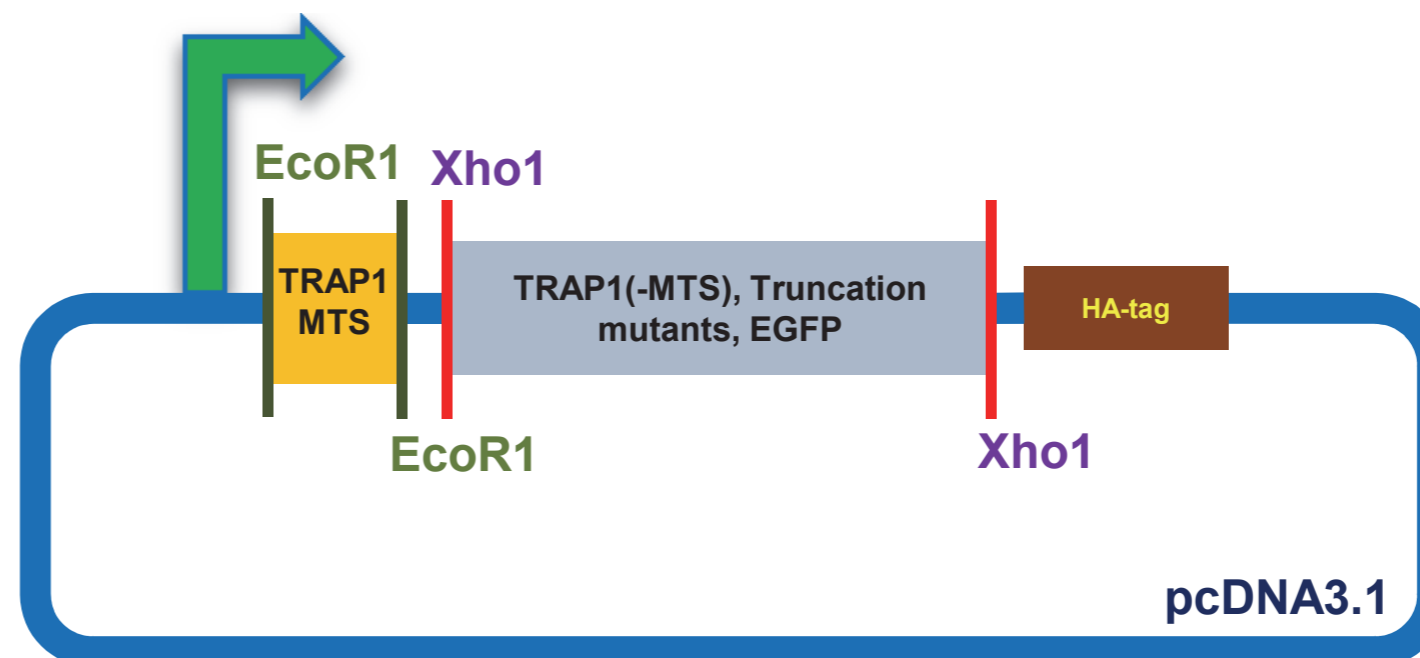 EcoR1
Xho1
TRAP1
MTS
TRAP1(-MTS), Truncation
mutants, EGFP
HA-tag
EcoR1
Xho1
pcDNA3.1